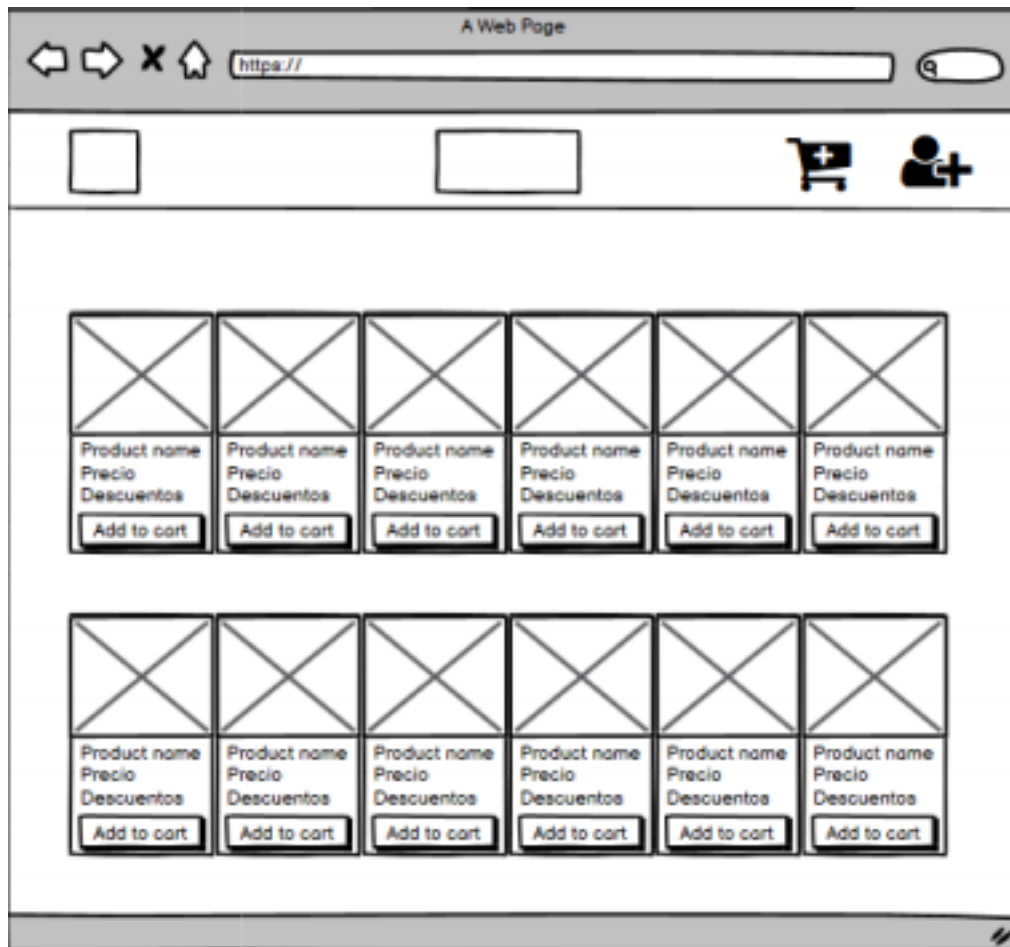 A Web Page
https://
Product name Product name Product name Product name Product name Product name
Precio Precio Precio Precio Precio Precio
Descuentos Descuentos Descuentos Descuentos Descuentos Descuentos
Add to cart Add to cart Add to cart Add to cart Add to cart Add to cart
Product name Product name Product name Product name Product name Product name
Precio Precio Precio Precio Precio Precio
Descuentos Descuentos Descuentos Descuentos Descuentos Descuentos
Add to cart Add to cart Add to cart Add to cart Add to cart Add to cart